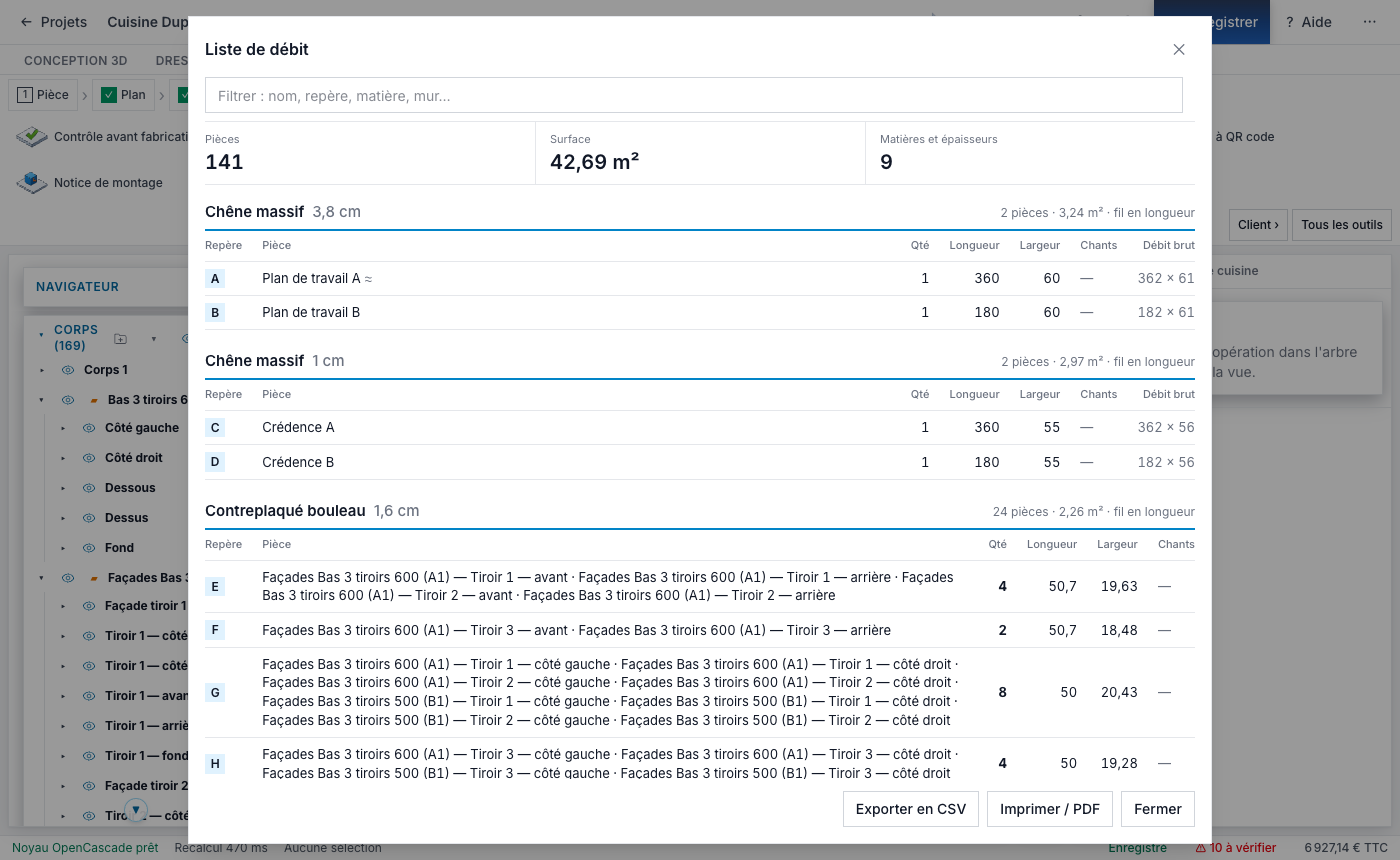 ← Projets Cuisine Dup
egistrer ? Aide ···
CONCEPTION 3D DRES
1 Pièce › Plan ›
Contrôle avant fabricati
à QR code
Notice de montage
Client › Tous les outils
NAVIGATEUR
CORPS (169)
Corps 1
Bas 3 tiroirs 6
Côté gauche
Côté droit
Dessous
Dessus
Fond
Façades Bas 3
Façade tiroir 1
Tiroir 1 — côté
Tiroir 1 — côté
Tiroir 1 — avan
Tiroir 1 — arriè
Tiroir 1 — fond
Façade tiroir 2
cuisine
opération dans l'arbre
la vue.
Liste de débit
Filtrer : nom, repère, matière, mur...
Pièces Surface Matières et épaisseurs
141 42,69 m² 9
Chêne massif 3,8 cm 2 pièces · 3,24 m² · fil en longueur
Repère Pièce Qté Longueur Largeur Chants Débit brut
A Plan de travail A ≈ 1 360 60 — 362 × 61
B Plan de travail B 1 180 60 — 182 × 61
Chêne massif 1 cm 2 pièces · 2,97 m² · fil en longueur
Repère Pièce Qté Longueur Largeur Chants Débit brut
C Crédence A 1 360 55 — 362 × 56
D Crédence B 1 180 55 — 182 × 56
Contreplaqué bouleau 1,6 cm 24 pièces · 2,26 m² · fil en longueur
Repère Pièce Qté Longueur Largeur Chants
E Façades Bas 3 tiroirs 600 (A1) — Tiroir 1 — avant · Façades Bas 3 tiroirs 600 (A1) — Tiroir 1 — arrière · Façades
Bas 3 tiroirs 600 (A1) — Tiroir 2 — avant · Façades Bas 3 tiroirs 600 (A1) — Tiroir 2 — arrière 4 50,7 19,63 —
F Façades Bas 3 tiroirs 600 (A1) — Tiroir 3 — avant · Façades Bas 3 tiroirs 600 (A1) — Tiroir 3 — arrière 2 50,7 18,48 —
G Façades Bas 3 tiroirs 600 (A1) — Tiroir 1 — côté gauche · Façades Bas 3 tiroirs 600 (A1) — Tiroir 1 — côté droit ·
Façades Bas 3 tiroirs 600 (A1) — Tiroir 2 — côté gauche · Façades Bas 3 tiroirs 600 (A1) — Tiroir 2 — côté droit ·
Façades Bas 3 tiroirs 500 (B1) — Tiroir 1 — côté gauche · Façades Bas 3 tiroirs 500 (B1) — Tiroir 1 — côté droit ·
Façades Bas 3 tiroirs 500 (B1) — Tiroir 2 — côté gauche · Façades Bas 3 tiroirs 500 (B1) — Tiroir 2 — côté droit 8 50 20,43 —
H Façades Bas 3 tiroirs 600 (A1) — Tiroir 3 — côté gauche · Façades Bas 3 tiroirs 600 (A1) — Tiroir 3 — côté droit ·
Façades Bas 3 tiroirs 500 (B1) — Tiroir 3 — côté gauche · Façades Bas 3 tiroirs 500 (B1) — Tiroir 3 — côté droit 4 50 19,28 —
Exporter en CSV Imprimer / PDF Fermer
Noyau OpenCascade prêt Recalcul 470 ms Aucune sélection Enregistré ⚠ 10 à vérifier 6 927,14 € TTC